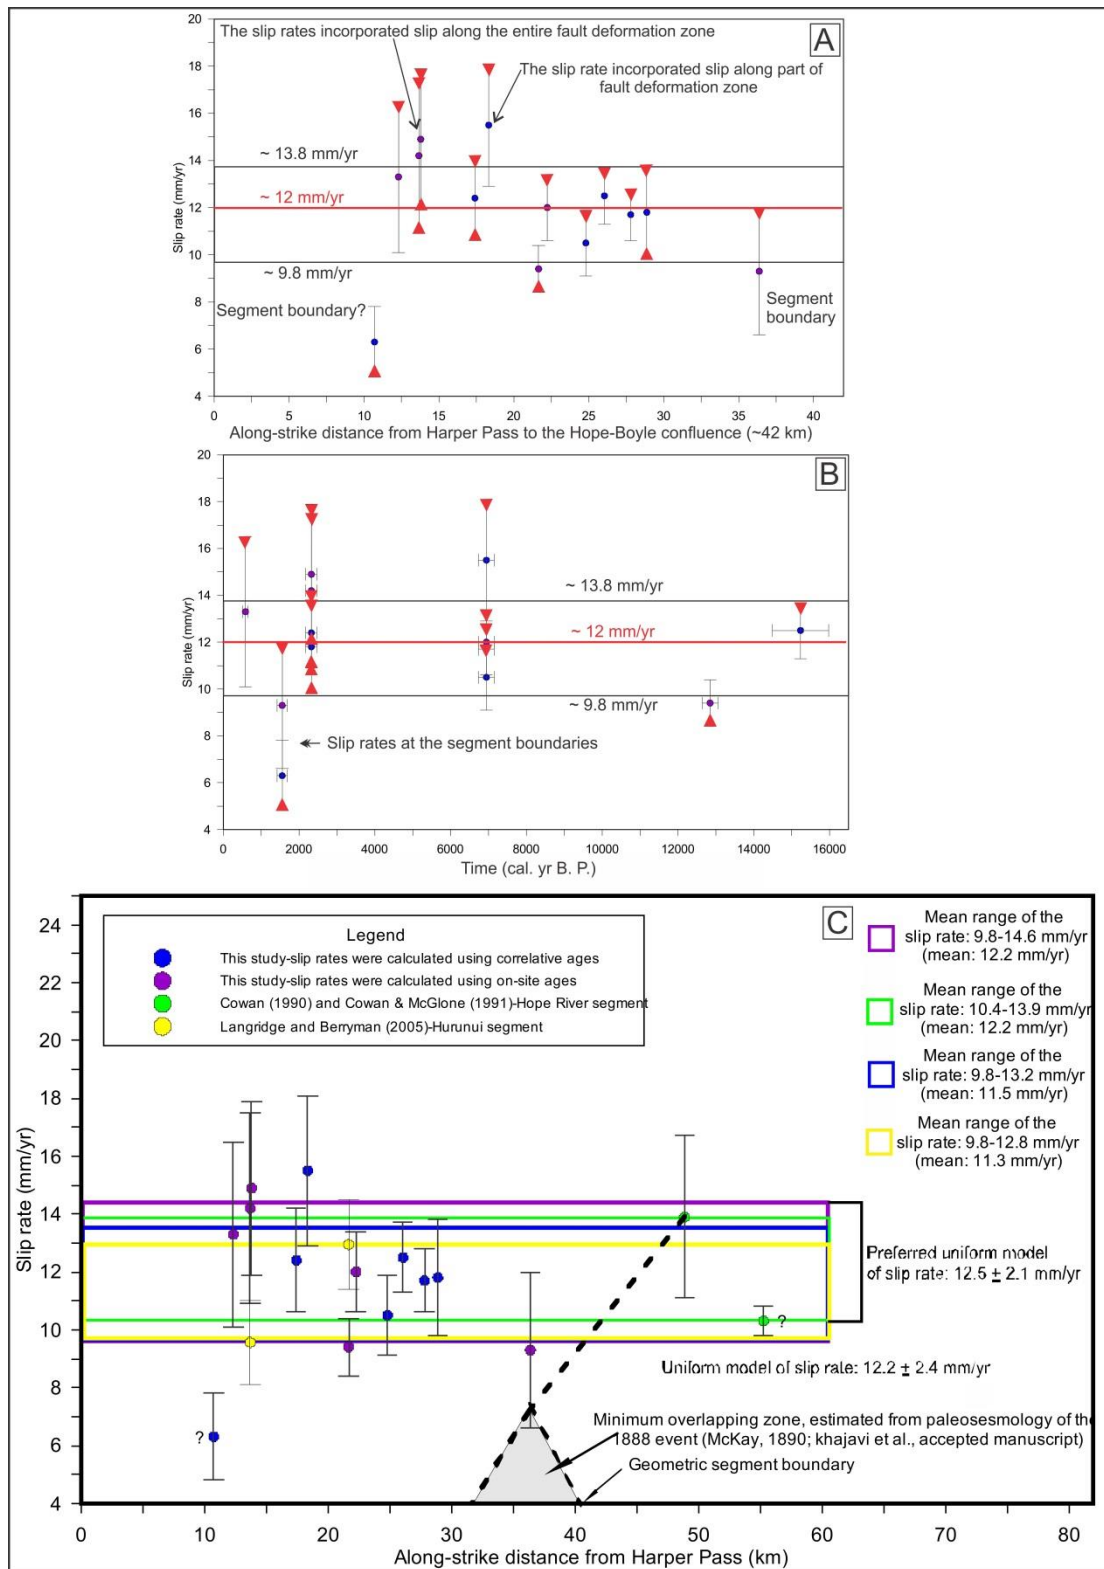 A
The slip rates incorporated slip along the entire fault deformation zone
The slip rate incorporated slip along part of
fault deformation zone
~ 13.8 mm/yr
~ 12 mm/yr
~ 9.8 mm/yr
Segment boundary?
Segment
boundary
Slip rate (mm/yr)
20
18
16
14
12
10
8
6
4
0 5 10 15 20 25 30 35 40
Along-strike distance from Harper Pass to the Hope-Boyle confluence (~42 km)
B
~ 13.8 mm/yr
~ 12 mm/yr
~ 9.8 mm/yr
Slip rates at the segment boundaries
Slip rate (mm/yr)
20
18
16
14
12
10
8
6
4
0 2000 4000 6000 8000 10000 12000 14000 16000
Time (cal. yr B. P.)
C
Legend
This study-slip rates were calculated using correlative ages
This study-slip rates were calculated using on-site ages
Cowan (1990) and Cowan & McGlone (1991)-Hope River segment
Langridge and Berryman (2005)-Hurunui segment
Mean range of the
slip rate: 9.8-14.6 mm/yr
(mean: 12.2 mm/yr)
Mean range of the
slip rate: 10.4-13.9 mm/yr
(mean: 12.2 mm/yr)
Mean range of the
slip rate: 9.8-13.2 mm/yr
(mean: 11.5 mm/yr)
Mean range of the
slip rate: 9.8-12.8 mm/yr
(mean: 11.3 mm/yr)
Preferred uniform model
of slip rate: 12.5 ± 2.1 mm/yr
?
Uniform model of slip rate: 12.2 ± 2.4 mm/yr
Minimum overlapping zone, estimated from paleosesmology of the
1888 event (McKay, 1890; khajavi et al., accepted manuscript)
Geometric segment boundary
?
Slip rate (mm/yr)
24
22
20
18
16
14
12
10
8
6
4
0 10 20 30 40 50 60 70 80
Along-strike distance from Harper Pass (km)